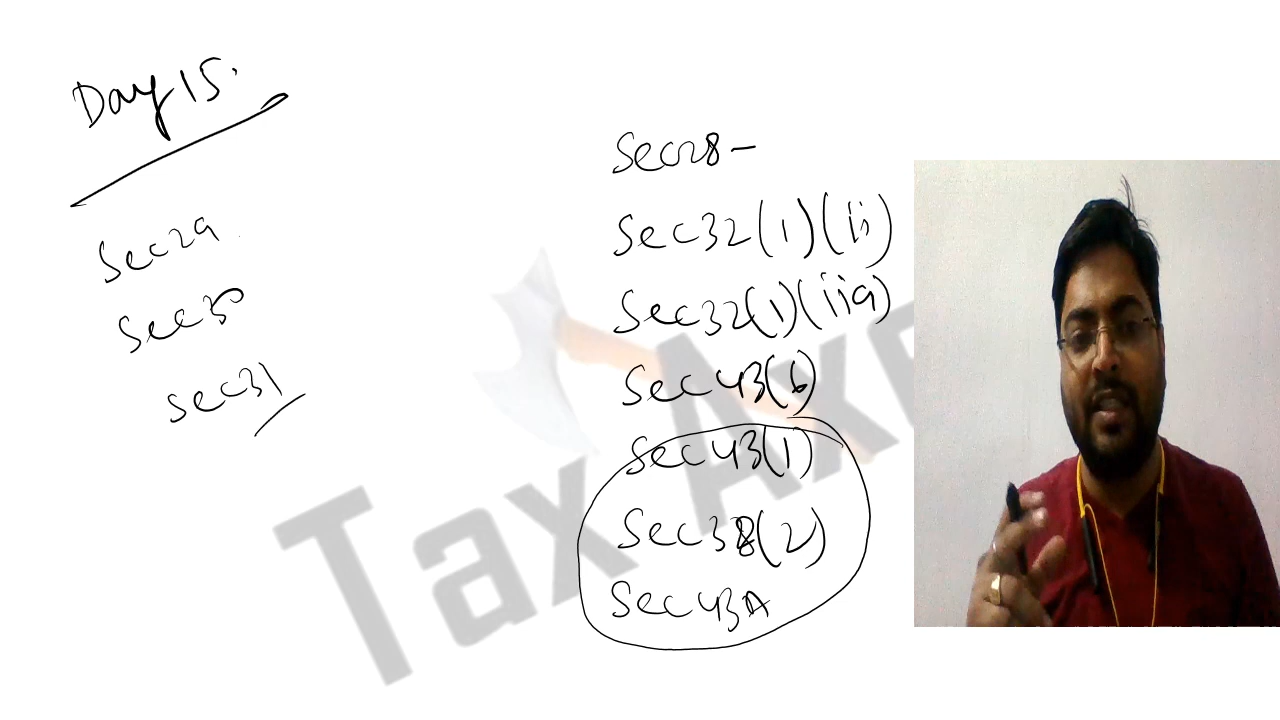 Day 15.
Sec 29
Sec 30
Sec 31
Sec 28 -
Sec 32(1)(ii)
Sec 32(1)(iia)
Sec 43(6)
Sec 43(1)
Sec 38(2)
Sec 43A
Tax Axe